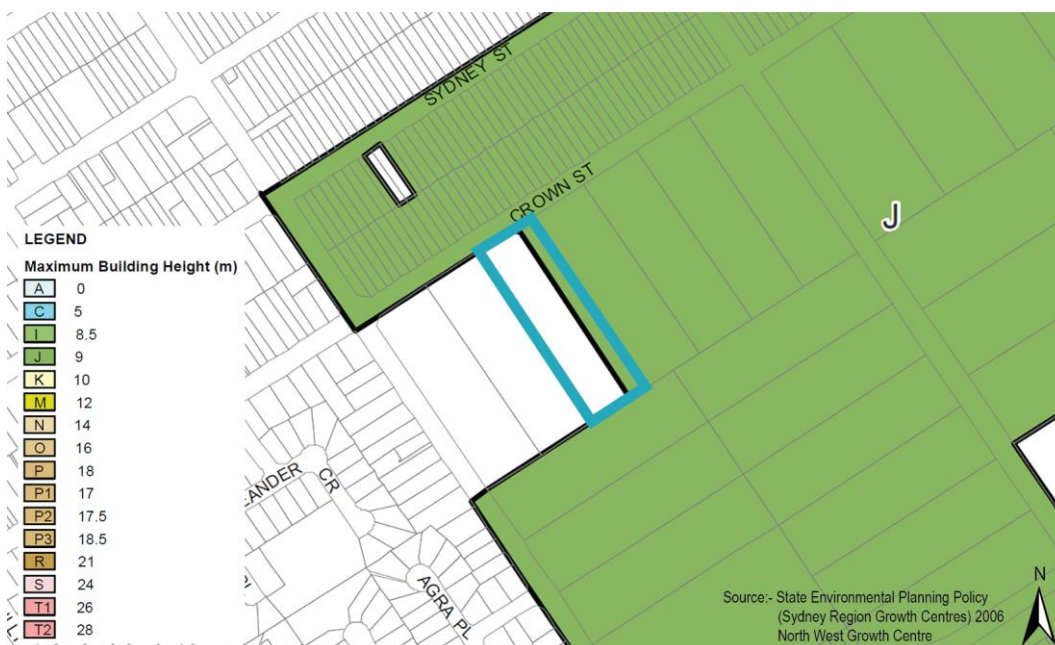 SYDNEY ST
CROWN ST
J
LEGEND
Maximum Building Height (m)
A 0
C 5
I 8.5
J 9
K 10
M 12
N 14
O 16
P 18
P1 17
P2 17.5
P3 18.5
R 21
S 24
T1 26
T2 28
LANDER
CR
AGRA PL
N
Source:- State Environmental Planning Policy
(Sydney Region Growth Centres) 2006
North West Growth Centre